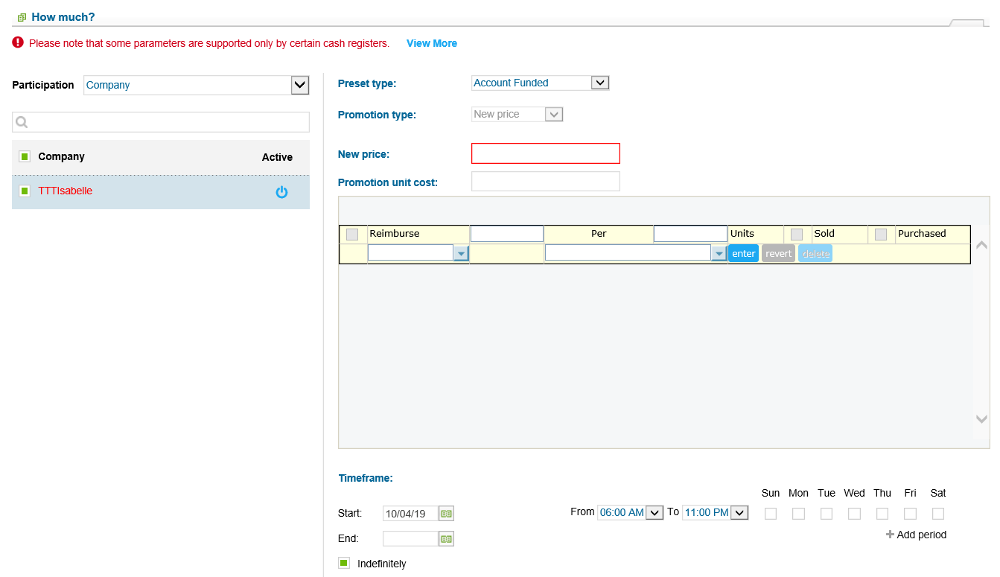 How much?
Please note that some parameters are supported only by certain cash registers. View More
Participation Company
Company Active
TTTIsabelle
Preset type: Account Funded
Promotion type: New price
New price:
Promotion unit cost:
Reimburse Per Units Sold Purchased
enter revert delete
Timeframe:
Sun Mon Tue Wed Thu Fri Sat
Start: 10/04/19 From 06:00 AM To 11:00 PM
End:
+ Add period
Indefinitely